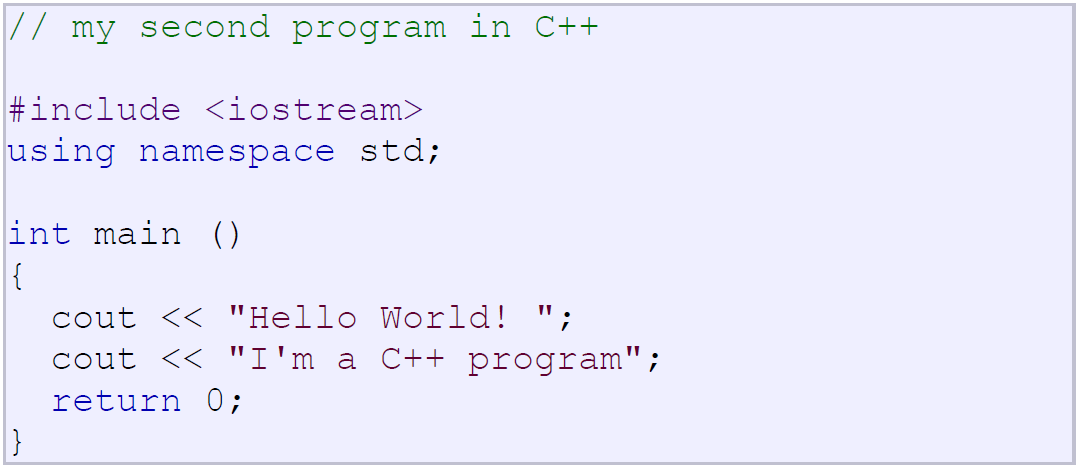 // my second program in C++
#include <iostream>
using namespace std;
int main ()
{
cout << "Hello World! ";
cout << "I'm a C++ program";
return 0;
}